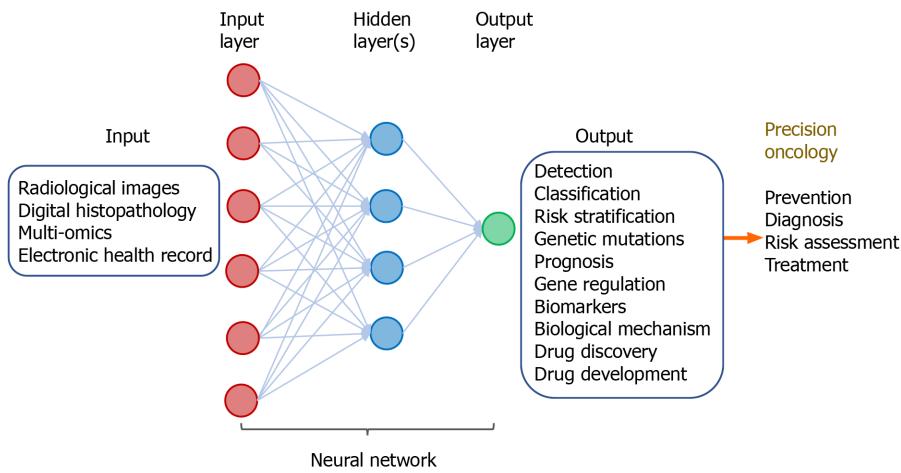 Input
layer
Hidden
layer(s)
Output
layer
Input
Radiological images
Digital histopathology
Multi-omics
Electronic health record
Output
Detection
Classification
Risk stratification
Genetic mutations
Prognosis
Gene regulation
Biomarkers
Biological mechanism
Drug discovery
Drug development
Precision
oncology
Prevention
Diagnosis
Risk assessment
Treatment
Neural network